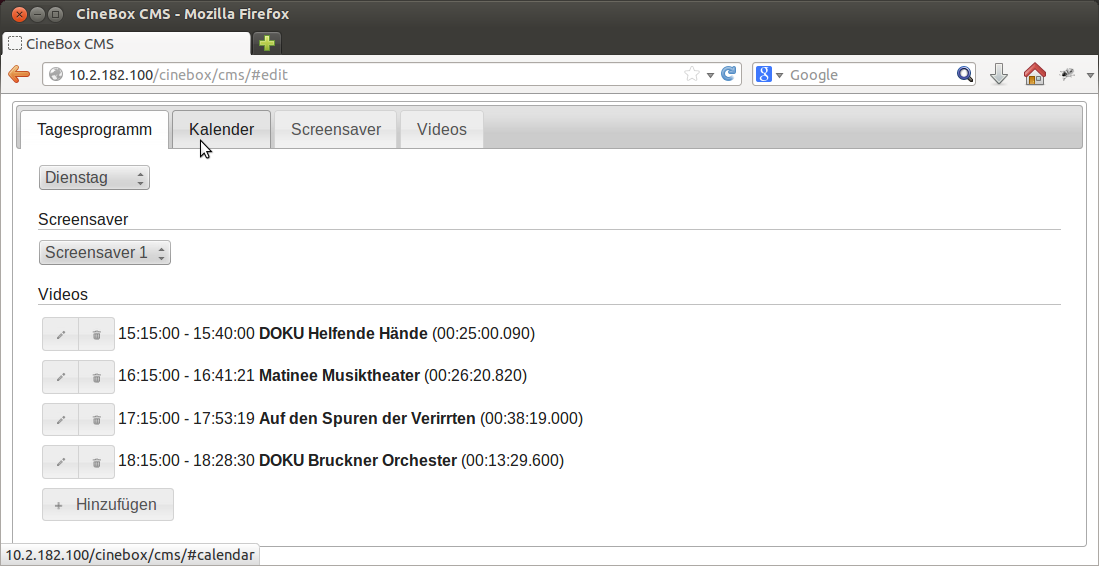 CineBox CMS - Mozilla Firefox
CineBox CMS
10.2.182.100/cinebox/cms/#edit
Google
Tagesprogramm Kalender Screensaver Videos
Dienstag
Screensaver
Screensaver 1
Videos
15:15:00 - 15:40:00 DOKU Helfende Hände (00:25:00.090)
16:15:00 - 16:41:21 Matinee Musiktheater (00:26:20.820)
17:15:00 - 17:53:19 Auf den Spuren der Verirrten (00:38:19.000)
18:15:00 - 18:28:30 DOKU Bruckner Orchester (00:13:29.600)
+ Hinzufügen
10.2.182.100/cinebox/cms/#calendar